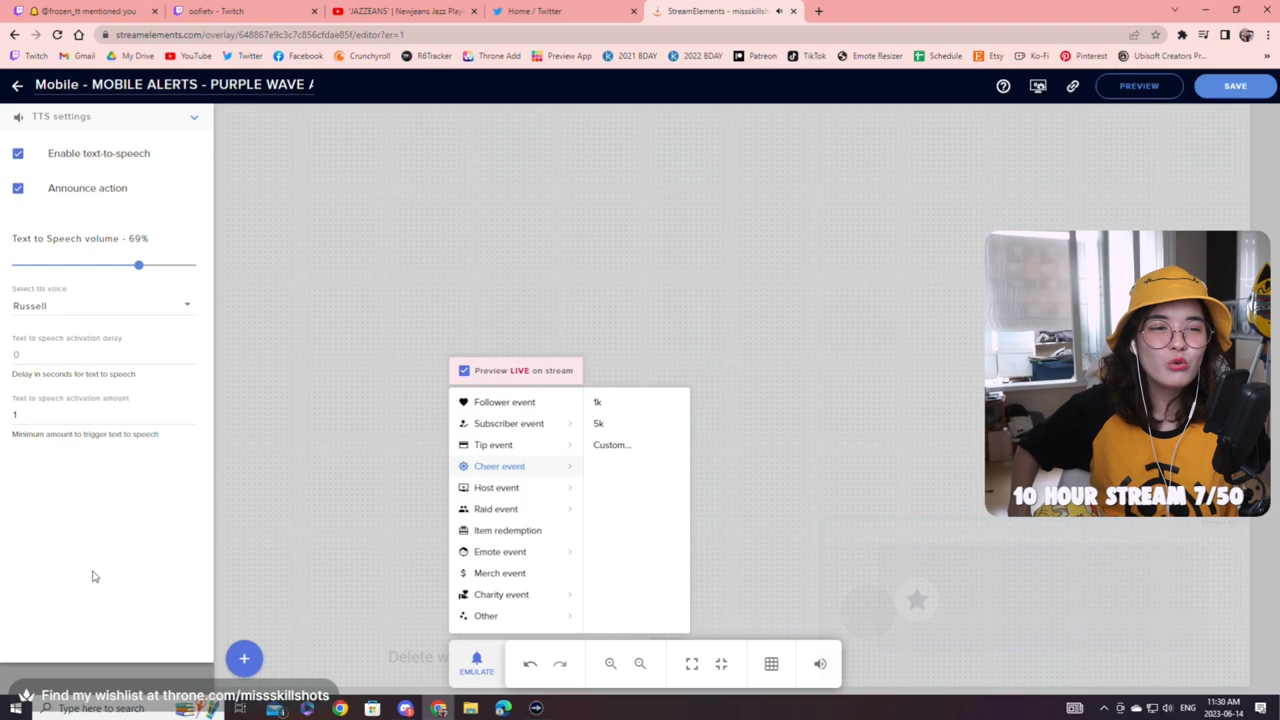 @frozen_tt mentioned you
oofietv - Twitch
'JAZZEANS' | Newjeans Jazz Play
Home / Twitter
StreamElements - missskillsh
streamelements.com/overlay/648867e9c3c7c856cfdae85f/editor?er=1
Twitch
Gmail
My Drive
YouTube
Twitter
Facebook
Crunchyroll
R6Tracker
Throne Add
Preview App
2021 BDAY
2022 BDAY
Patreon
TikTok
Emote Resizer
Schedule
Etsy
Ko-Fi
Pinterest
Ubisoft Creators Pr...
Mobile - MOBILE ALERTS - PURPLE WAVE A
PREVIEW
SAVE
TTS settings
Enable text-to-speech
Announce action
Text to Speech volume - 69%
Select tts voice
Russell
Text to speech activation delay
0
Delay in seconds for text to speech
Text to speech activation amount
1
Minimum amount to trigger text to speech
Preview LIVE on stream
Follower event
1k
Subscriber event
5k
Tip event
Custom...
Cheer event
Host event
Raid event
Item redemption
Emote event
Merch event
Charity event
Other
10 HOUR STREAM 7/50
Delete w
EMULATE
Find my wishlist at throne.com/missskillshots
Type here to search
ENG
11:30 AM
2023-06-14